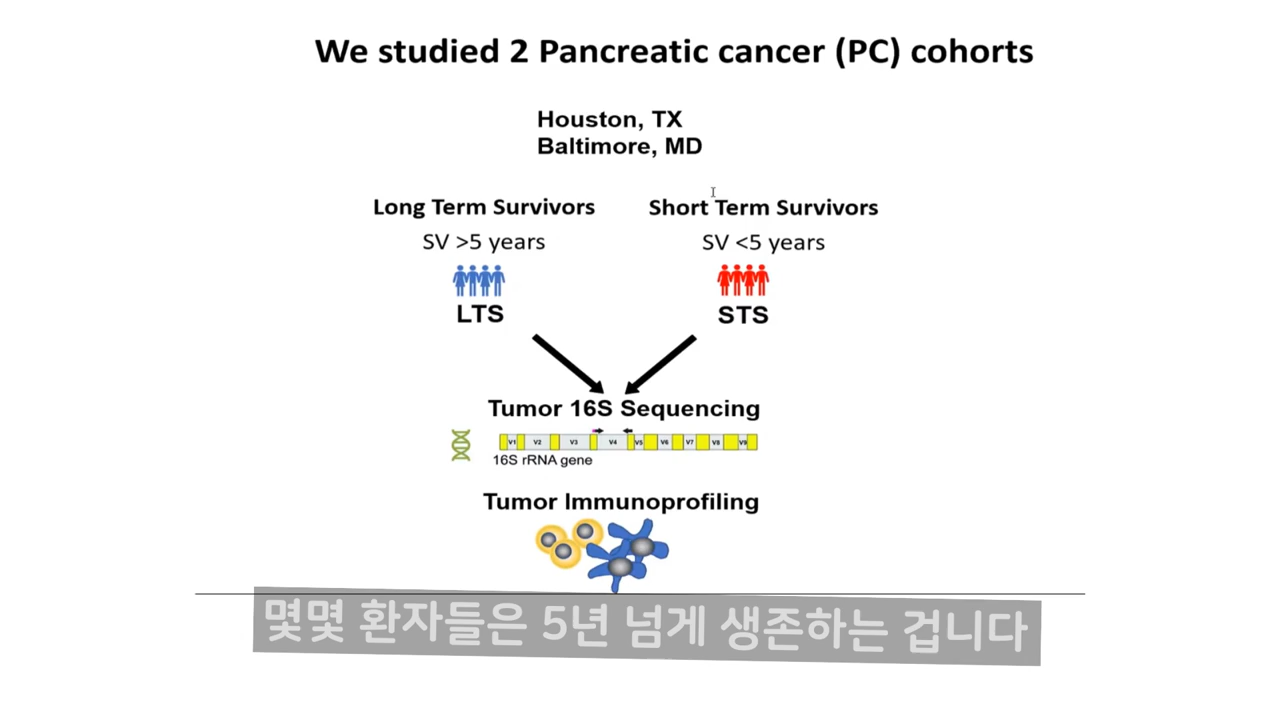 We studied 2 Pancreatic cancer (PC) cohorts
Houston, TX
Baltimore, MD
Long Term Survivors
Short Term Survivors
SV >5 years
SV <5 years
LTS
STS
Tumor 16S Sequencing
V1 V2 V3 V4 V5 V6 V7 V8 V9
16S rRNA gene
Tumor Immunoprofiling
몇몇 환자들은 5년 넘게 생존하는 겁니다